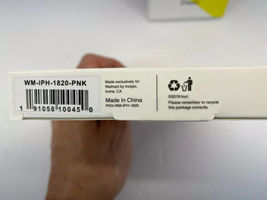 WM-IPH-1820-PNK
1 91058 10045 0
Made exclusively for
Walmart by Incipio,
Irvine, CA
Made in China
PKG-WM-IPH-1820
©2019 Incipio
Please remember to recycle
this package correctly.